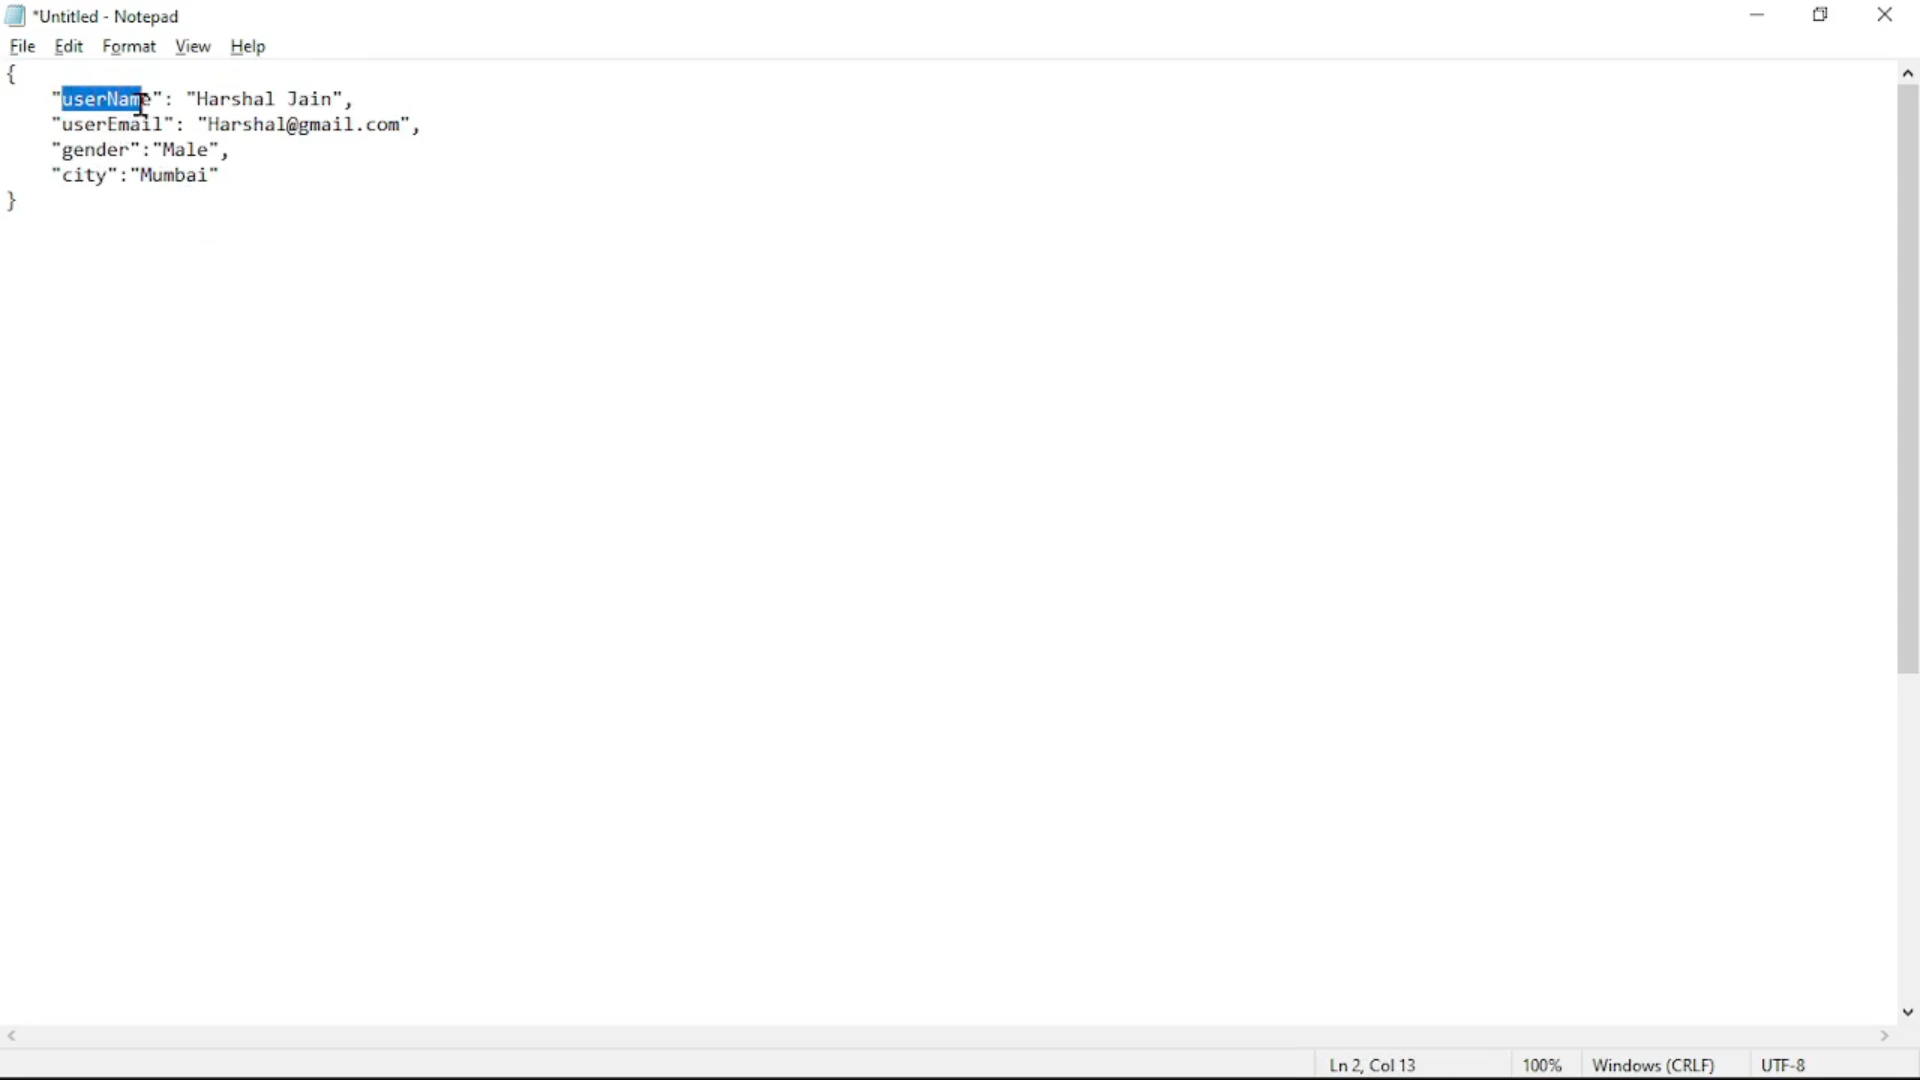 *Untitled - Notepad
File Edit Format View Help
{
    "userName": "Harshal Jain",
    "userEmail": "Harshal@gmail.com",
    "gender":"Male",
    "city":"Mumbai"
}
Ln 2, Col 13 100% Windows (CRLF) UTF-8